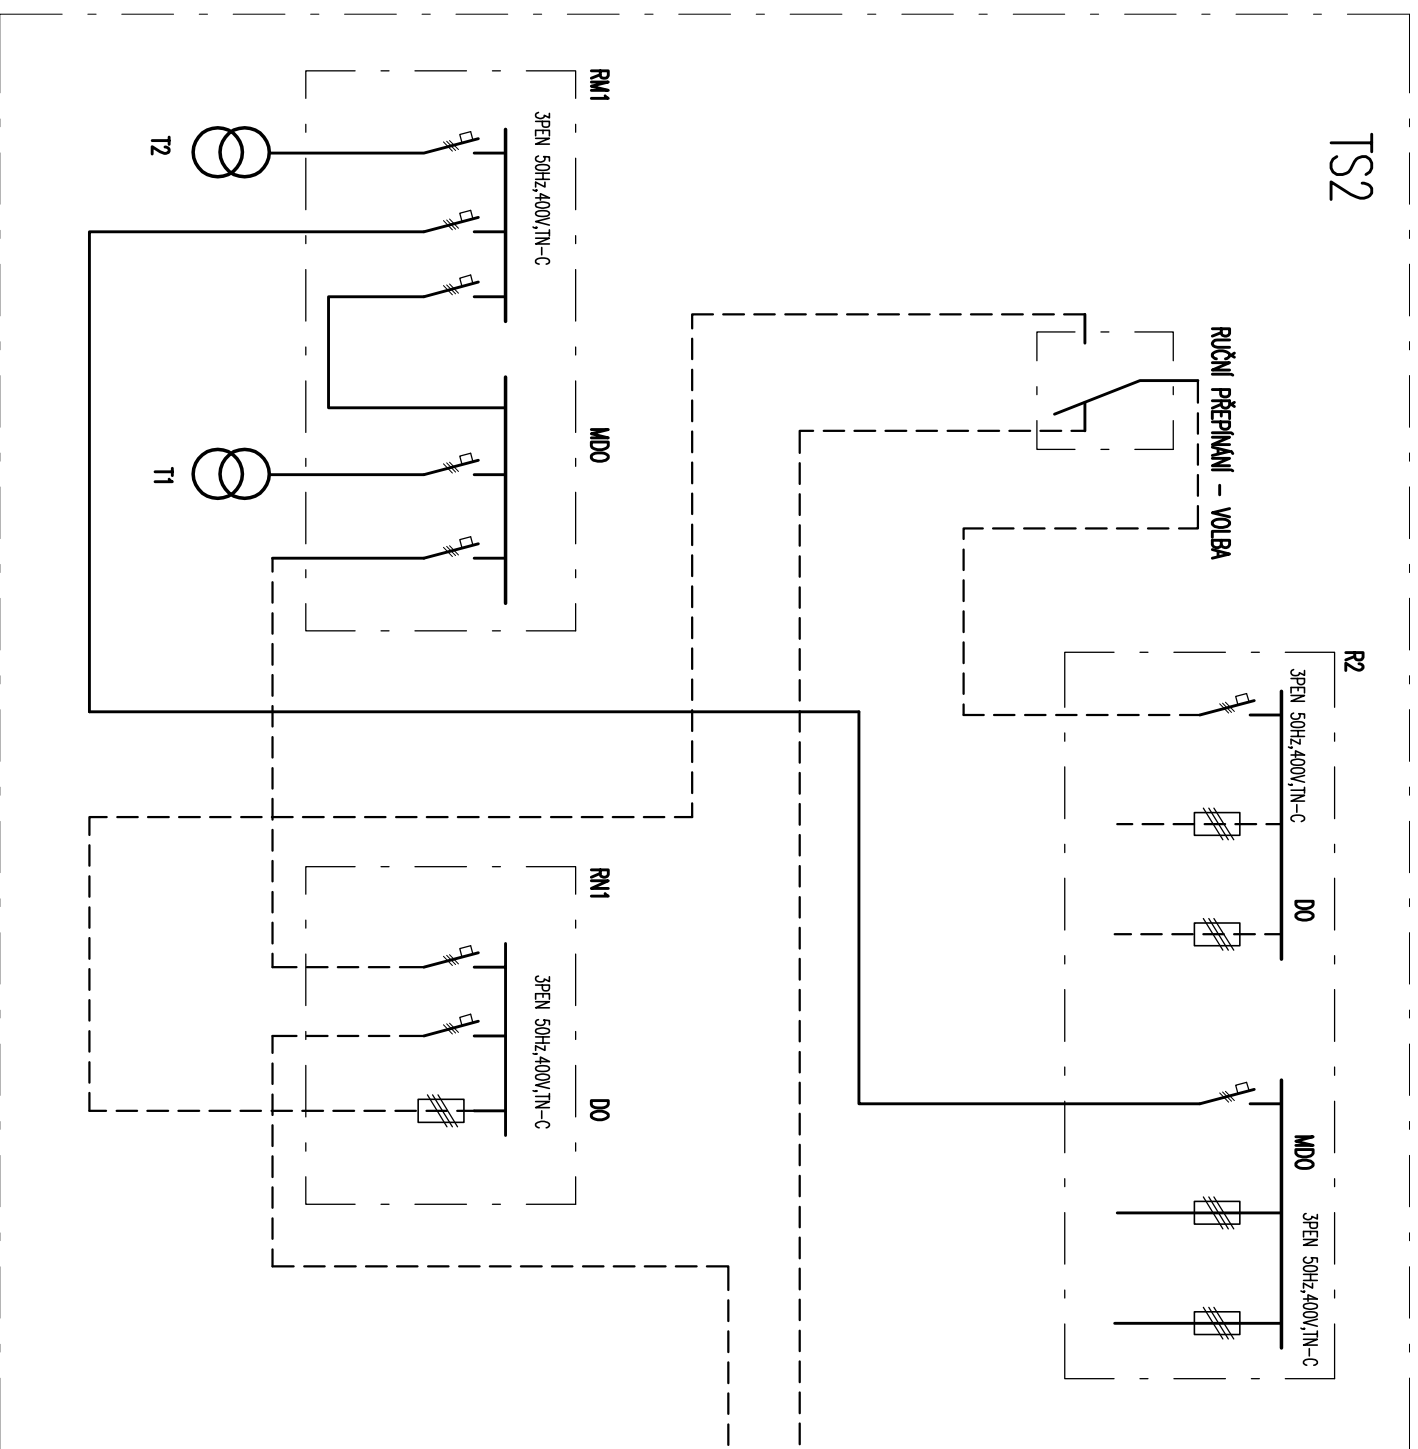 TS2
RUČNÍ PŘEPÍNÁNÍ - VOLBA
R2
3PEN 50Hz,400V,TN-C
DO
MDO
3PEN 50Hz,400V,TN-C
RM1
3PEN 50Hz,400V,TN-C
MDO
T2
T1
RN1
3PEN 50Hz,400V,TN-C
DO